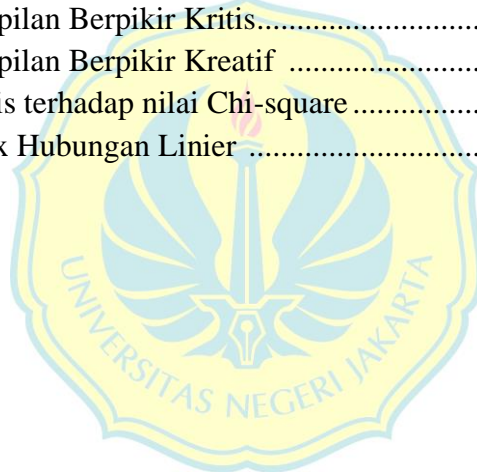 pilan Berpikir Kritis..............................
pilan Berpikir Kreatif ..........................
is terhadap nilai Chi-square..................
x Hubungan Linier ................................
UNIVERSITAS NEGERI JAKARTA